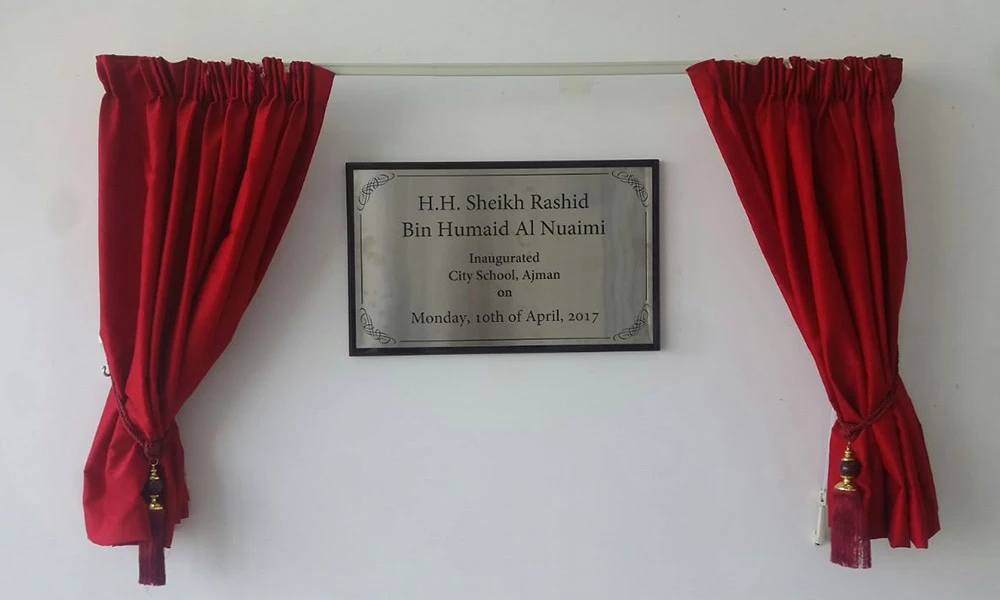 H.H. Sheikh Rashid
Bin Humaid Al Nuaimi
Inaugurated
City School, Ajman
on
Monday, 10th of April, 2017